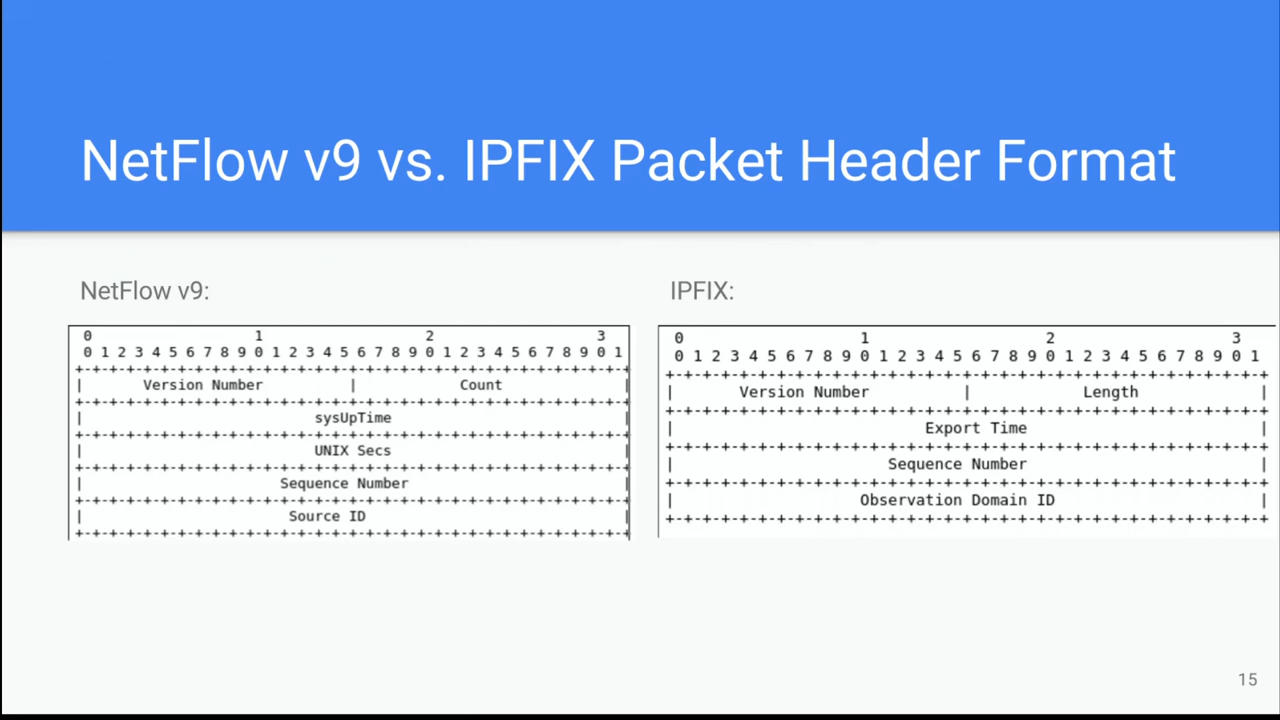 NetFlow v9 vs. IPFIX Packet Header Format
NetFlow v9:
0 1 2 3
0 1 2 3 4 5 6 7 8 9 0 1 2 3 4 5 6 7 8 9 0 1 2 3 4 5 6 7 8 9 0 1
+-+-+-+-+-+-+-+-+-+-+-+-+-+-+-+-+-+-+-+-+-+-+-+-+-+-+-+-+-+-+-+-+
| Version Number | Count |
+-+-+-+-+-+-+-+-+-+-+-+-+-+-+-+-+-+-+-+-+-+-+-+-+-+-+-+-+-+-+-+-+
| sysUpTime |
+-+-+-+-+-+-+-+-+-+-+-+-+-+-+-+-+-+-+-+-+-+-+-+-+-+-+-+-+-+-+-+-+
| UNIX Secs |
+-+-+-+-+-+-+-+-+-+-+-+-+-+-+-+-+-+-+-+-+-+-+-+-+-+-+-+-+-+-+-+-+
| Sequence Number |
+-+-+-+-+-+-+-+-+-+-+-+-+-+-+-+-+-+-+-+-+-+-+-+-+-+-+-+-+-+-+-+-+
| Source ID |
+-+-+-+-+-+-+-+-+-+-+-+-+-+-+-+-+-+-+-+-+-+-+-+-+-+-+-+-+-+-+-+-+
IPFIX:
0 1 2 3
0 1 2 3 4 5 6 7 8 9 0 1 2 3 4 5 6 7 8 9 0 1 2 3 4 5 6 7 8 9 0 1
+-+-+-+-+-+-+-+-+-+-+-+-+-+-+-+-+-+-+-+-+-+-+-+-+-+-+-+-+-+-+-+-+
| Version Number | Length |
+-+-+-+-+-+-+-+-+-+-+-+-+-+-+-+-+-+-+-+-+-+-+-+-+-+-+-+-+-+-+-+-+
| Export Time |
+-+-+-+-+-+-+-+-+-+-+-+-+-+-+-+-+-+-+-+-+-+-+-+-+-+-+-+-+-+-+-+-+
| Sequence Number |
+-+-+-+-+-+-+-+-+-+-+-+-+-+-+-+-+-+-+-+-+-+-+-+-+-+-+-+-+-+-+-+-+
| Observation Domain ID |
+-+-+-+-+-+-+-+-+-+-+-+-+-+-+-+-+-+-+-+-+-+-+-+-+-+-+-+-+-+-+-+-+
15